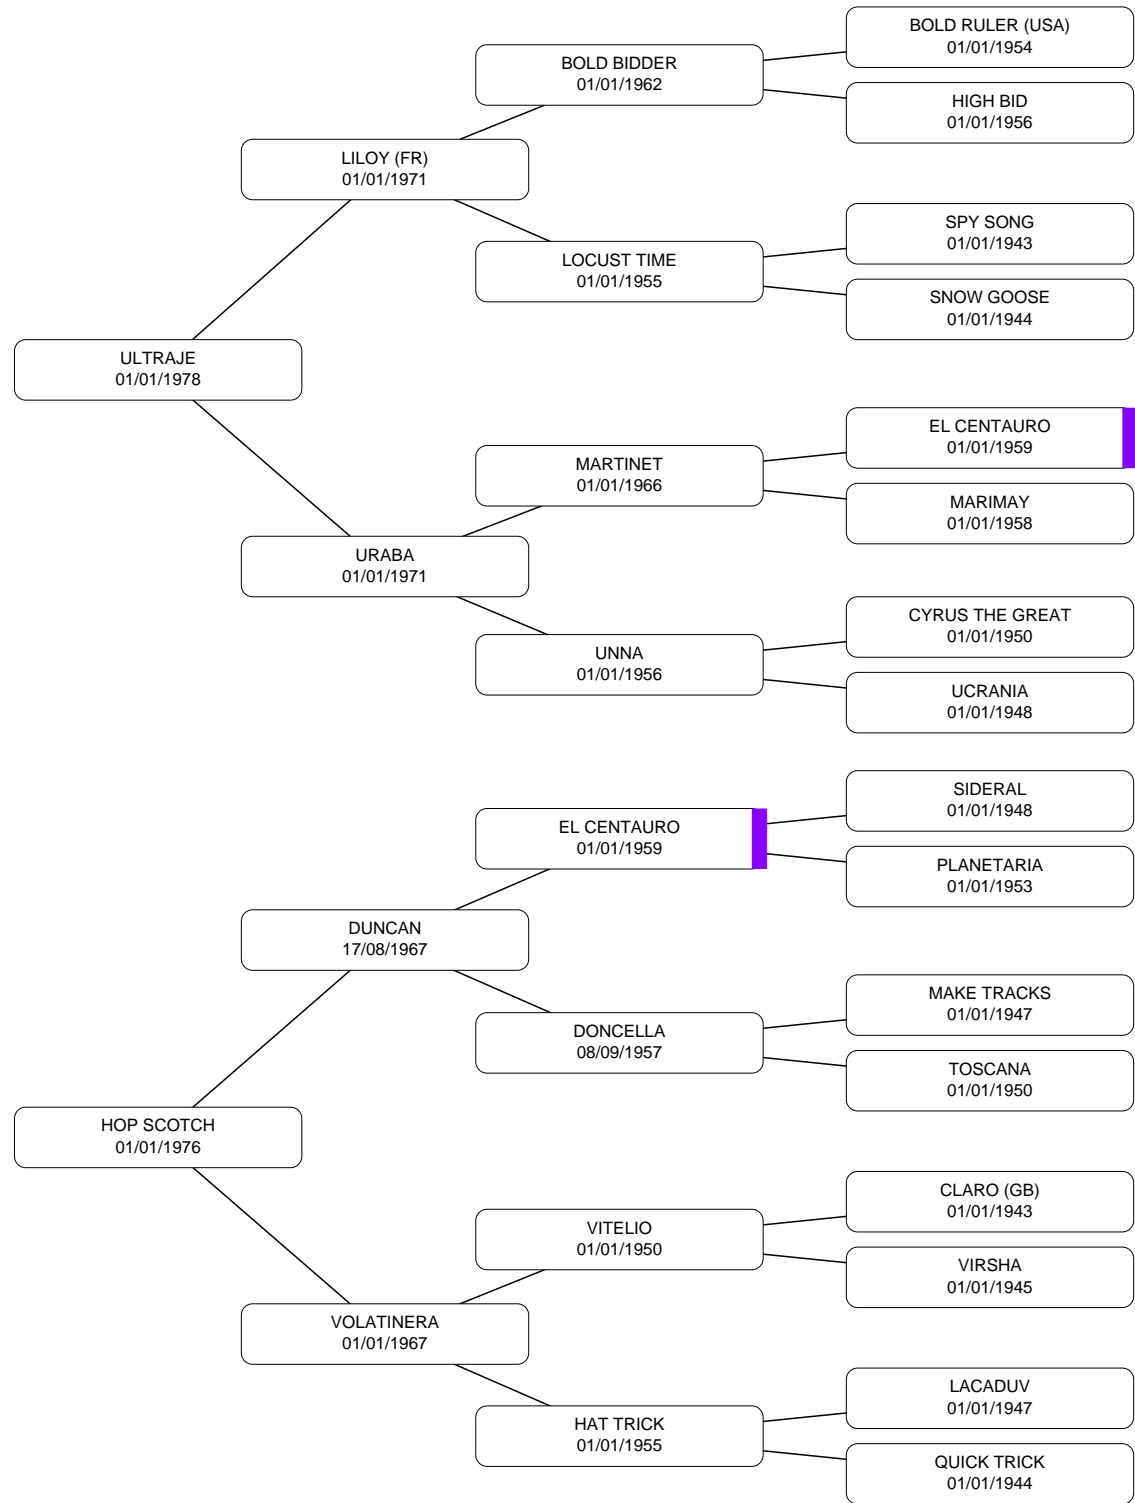 BOLD RULER (USA)
01/01/1954
BOLD BIDDER
01/01/1962
HIGH BID
01/01/1956
LILOY (FR)
01/01/1971
SPY SONG
01/01/1943
LOCUST TIME
01/01/1955
SNOW GOOSE
01/01/1944
ULTRAJE
01/01/1978
EL CENTAURO
01/01/1959
MARTINET
01/01/1966
MARIMAY
01/01/1958
URABA
01/01/1971
CYRUS THE GREAT
01/01/1950
UNNA
01/01/1956
UCRANIA
01/01/1948
SIDERAL
01/01/1948
EL CENTAURO
01/01/1959
PLANETARIA
01/01/1953
DUNCAN
17/08/1967
MAKE TRACKS
01/01/1947
DONCELLA
08/09/1957
TOSCANA
01/01/1950
HOP SCOTCH
01/01/1976
CLARO (GB)
01/01/1943
VITELIO
01/01/1950
VIRSHA
01/01/1945
VOLATINERA
01/01/1967
LACADUV
01/01/1947
HAT TRICK
01/01/1955
QUICK TRICK
01/01/1944